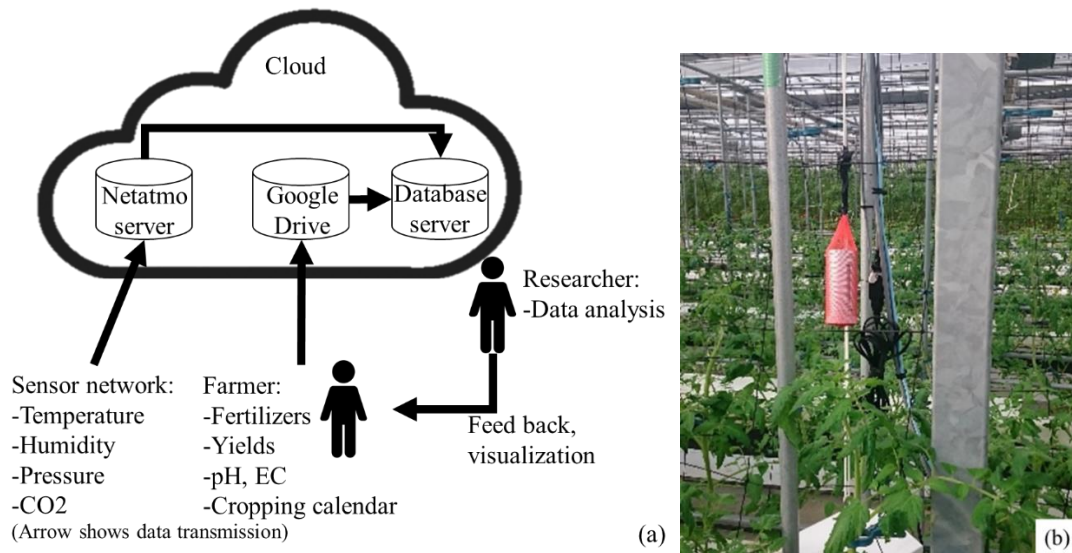 Cloud
Netatmo
server
Google
Drive
Database
server
Researcher:
-Data analysis
Sensor network:
-Temperature
-Humidity
-Pressure
-CO2
(Arrow shows data transmission)
Farmer:
-Fertilizers
-Yields
-pH, EC
-Cropping calendar
Feed back,
visualization
(a)
(b)